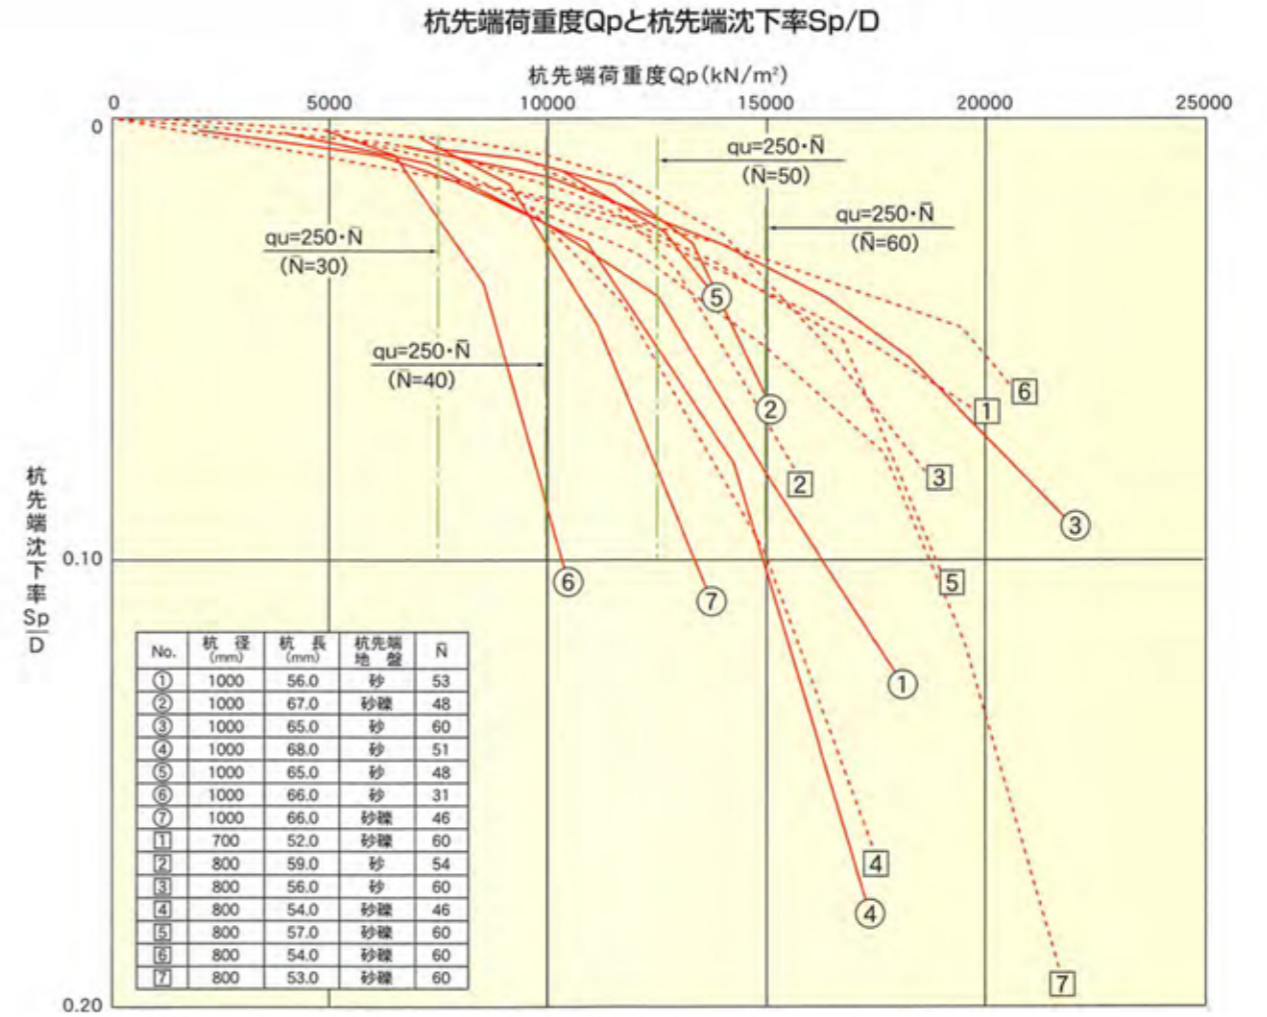 杭先端荷重度Qpと杭先端沈下率Sp/D
杭先端荷重度Qp(kN/m²)
0 5000 10000 15000 20000 25000
0
qu=250・N̄
(N̄=50)
qu=250・N̄
(N̄=60)
qu=250・N̄
(N̄=30)
qu=250・N̄
(N̄=40)
⑤
②
⑥
1
2
3
③
⑥
⑦
5
①
4
④
7
杭先端沈下率Sp/D
0.10
0.20
No. 杭径(mm) 杭長(mm) 杭先端地盤 N̄
① 1000 56.0 砂 53
② 1000 67.0 砂礫 48
③ 1000 65.0 砂 60
④ 1000 68.0 砂 51
⑤ 1000 65.0 砂 48
⑥ 1000 66.0 砂 31
⑦ 1000 66.0 砂礫 46
1 700 52.0 砂礫 60
2 800 59.0 砂 54
3 800 56.0 砂 60
4 800 54.0 砂礫 46
5 800 57.0 砂礫 60
6 800 54.0 砂礫 60
7 800 53.0 砂礫 60